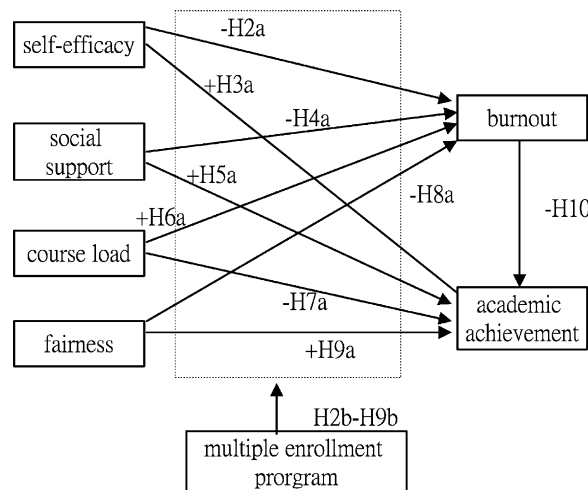 self-efficacy
-H2a
+H3a
social
support
-H4a
burnout
+H5a
-H8a
+H6a
-H10
course load
-H7a
academic
achievement
fairness
+H9a
H2b-H9b
multiple enrollment
prorgram